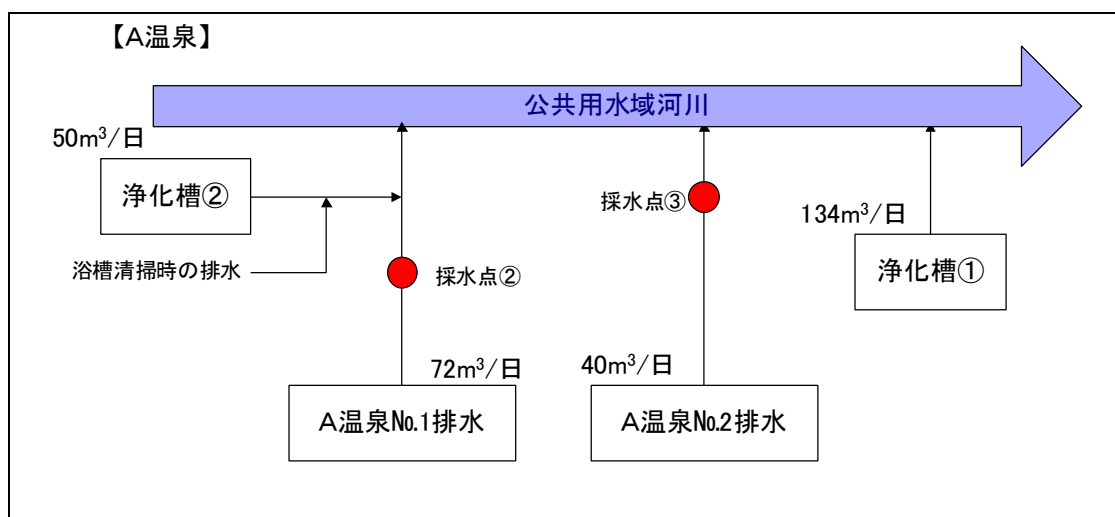 【A温泉】
公共用水域河川
50m³/日
浄化槽②
採水点③
134m³/日
浴槽清掃時の排水
採水点②
浄化槽①
72m³/日
40m³/日
A温泉№1排水
A温泉№2排水